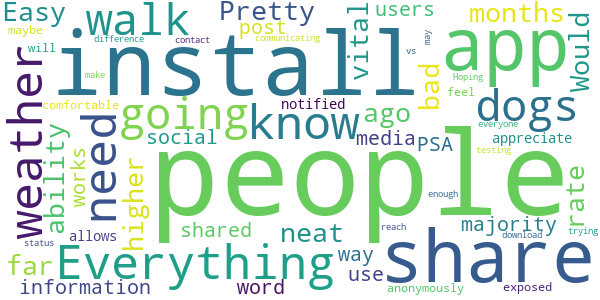 Easy walk Pretty users months
maybe will difference contact post communicating vital may Would
install app
weather vs bad Hoping feel
comfortable make notified dogs
need going know ago everyone
ability social media PSA appreciate
works higher people testing rate
enough
allows shared neat majority trying
status way reach download
far Everything use share
information word anonymously exposed